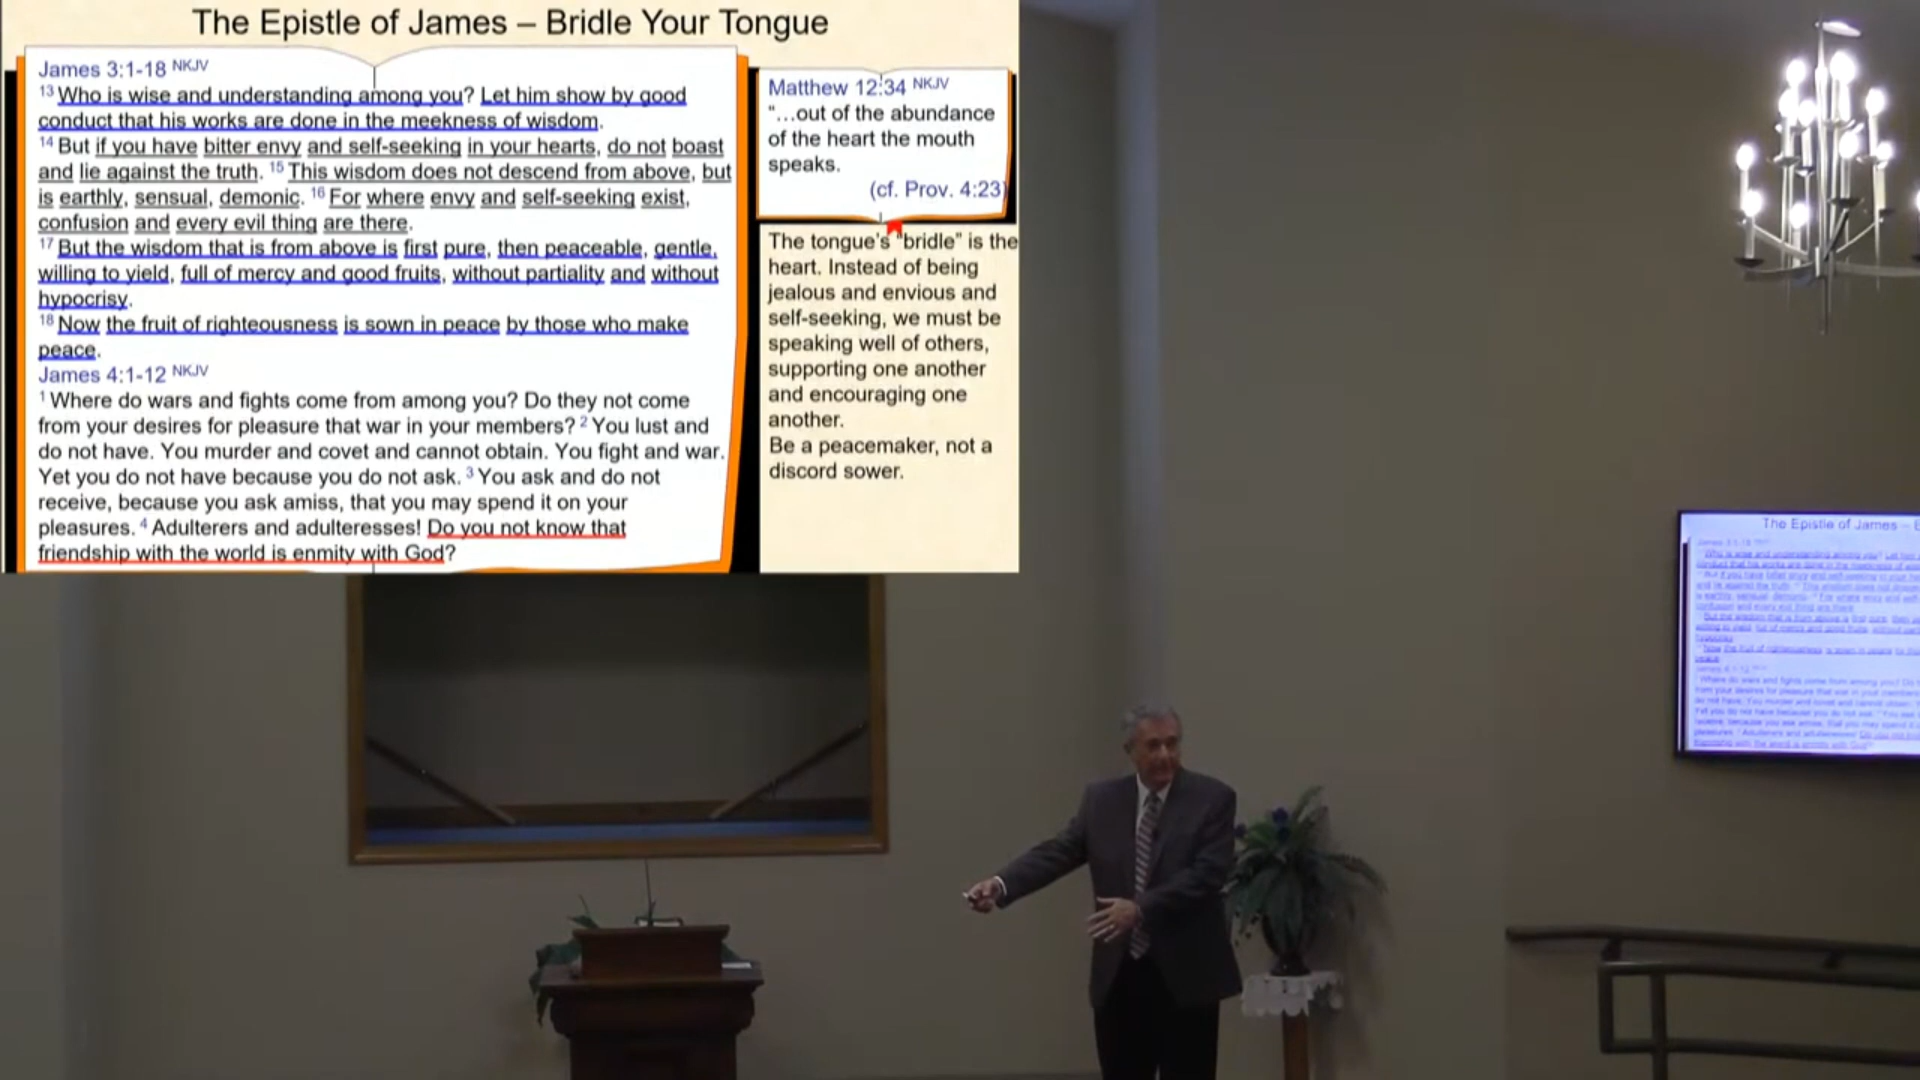 The Epistle of James – Bridle Your Tongue
James 3:1-18 NKJV
13 Who is wise and understanding among you? Let him show by good
conduct that his works are done in the meekness of wisdom.
14 But if you have bitter envy and self-seeking in your hearts, do not boast
and lie against the truth. 15 This wisdom does not descend from above, but
is earthly, sensual, demonic. 16 For where envy and self-seeking exist,
confusion and every evil thing are there.
17 But the wisdom that is from above is first pure, then peaceable, gentle,
willing to yield, full of mercy and good fruits, without partiality and without
hypocrisy.
18 Now the fruit of righteousness is sown in peace by those who make
peace.
James 4:1-12 NKJV
1 Where do wars and fights come from among you? Do they not come
from your desires for pleasure that war in your members? 2 You lust and
do not have. You murder and covet and cannot obtain. You fight and war.
Yet you do not have because you do not ask. 3 You ask and do not
receive, because you ask amiss, that you may spend it on your
pleasures. 4 Adulterers and adulteresses! Do you not know that
friendship with the world is enmity with God?
Matthew 12:34 NKJV
"…out of the abundance
of the heart the mouth
speaks.
(cf. Prov. 4:23)
The tongue's "bridle" is the
heart. Instead of being
jealous and envious and
self-seeking, we must be
speaking well of others,
supporting one another
and encouraging one
another.
Be a peacemaker, not a
discord sower.
The Epistle of James –